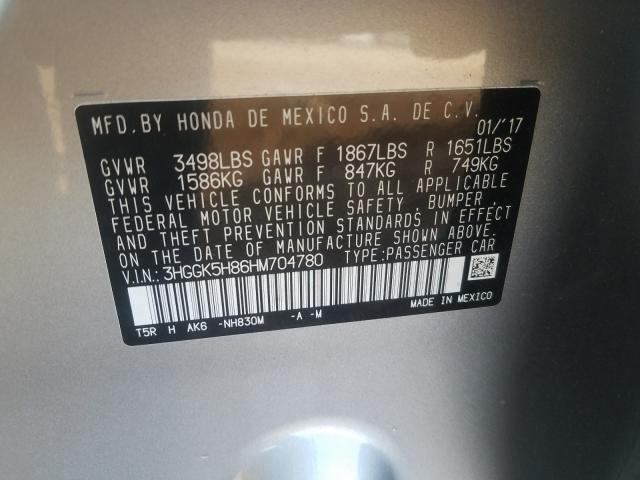 MFD. BY HONDA DE MEXICO S.A. DE C.V.
01/'17
GVWR 3498LBS GAWR F 1867LBS R 1651LBS
GVWR 1586KG GAWR F 847KG R 749KG
THIS VEHICLE CONFORMS TO ALL APPLICABLE
FEDERAL MOTOR VEHICLE SAFETY, BUMPER,
AND THEFT PREVENTION STANDARDS IN EFFECT
ON THE DATE OF MANUFACTURE SHOWN ABOVE.
V.I.N.: 3HGGK5H86HM704780 TYPE:PASSENGER CAR
T5R H AK6 -NH830M -A -M MADE IN MEXICO